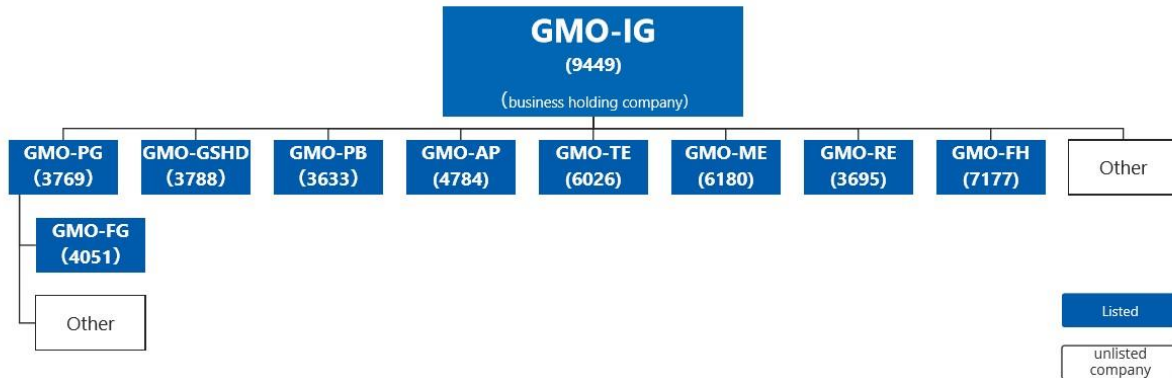 GMO-IG
(9449)
(business holding company)
GMO-PG
(3769)
GMO-GSHD
(3788)
GMO-PB
(3633)
GMO-AP
(4784)
GMO-TE
(6026)
GMO-ME
(6180)
GMO-RE
(3695)
GMO-FH
(7177)
Other
GMO-FG
(4051)
Other
Listed
unlisted
company